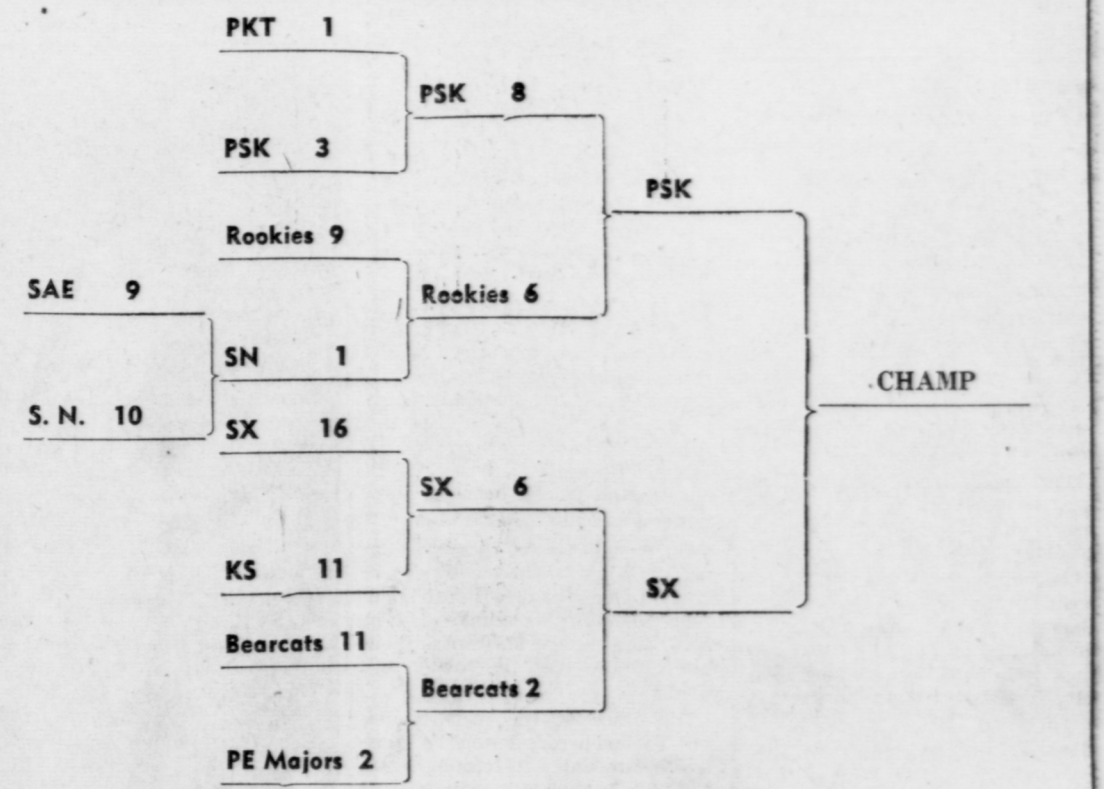 PKT 1
PSK 8
PSK 3
PSK
Rookies 9
SAE 9
Rookies 6
SN 1
CHAMP
S. N. 10
SX 16
SX 6
KS 11
SX
Bearcats 11
Bearcats 2
PE Majors 2